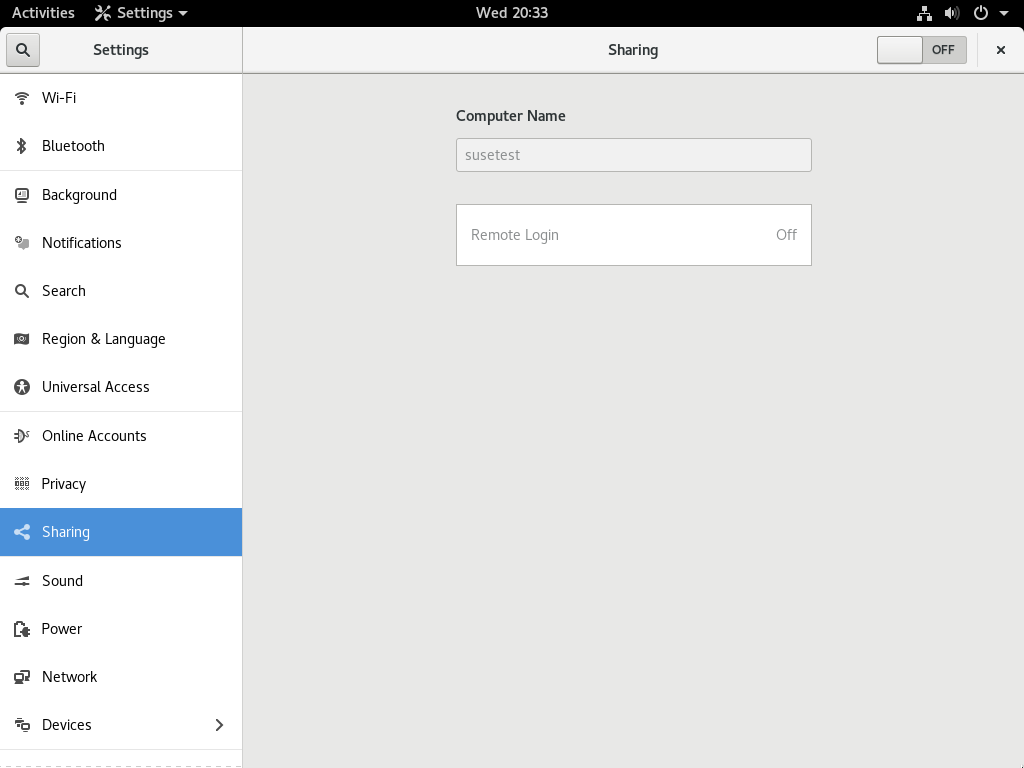 Activities Settings Wed 20:33
Settings Sharing OFF
Wi-Fi
Bluetooth
Background
Notifications
Search
Region & Language
Universal Access
Online Accounts
Privacy
Sharing
Sound
Power
Network
Devices
Computer Name
susetest
Remote Login Off